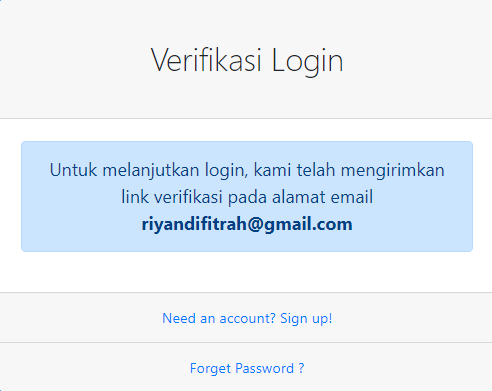 Verifikasi Login
Untuk melanjutkan login, kami telah mengirimkan
link verifikasi pada alamat email
riyandifitrah@gmail.com
Need an account? Sign up!
Forget Password ?